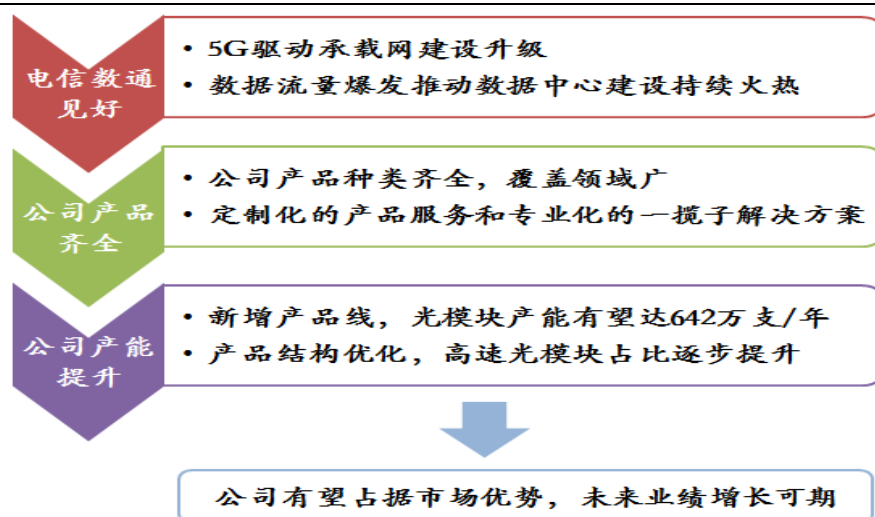 电信数通
见好
• 5G驱动承载网建设升级
• 数据流量爆发推动数据中心建设持续火热
公司产品
齐全
• 公司产品种类齐全，覆盖领域广
• 定制化的产品服务和专业化的一揽子解决方案
公司产能
提升
• 新增产品线，光模块产能有望达642万支/年
• 产品结构优化，高速光模块占比逐步提升
公司有望占据市场优势，未来业绩增长可期